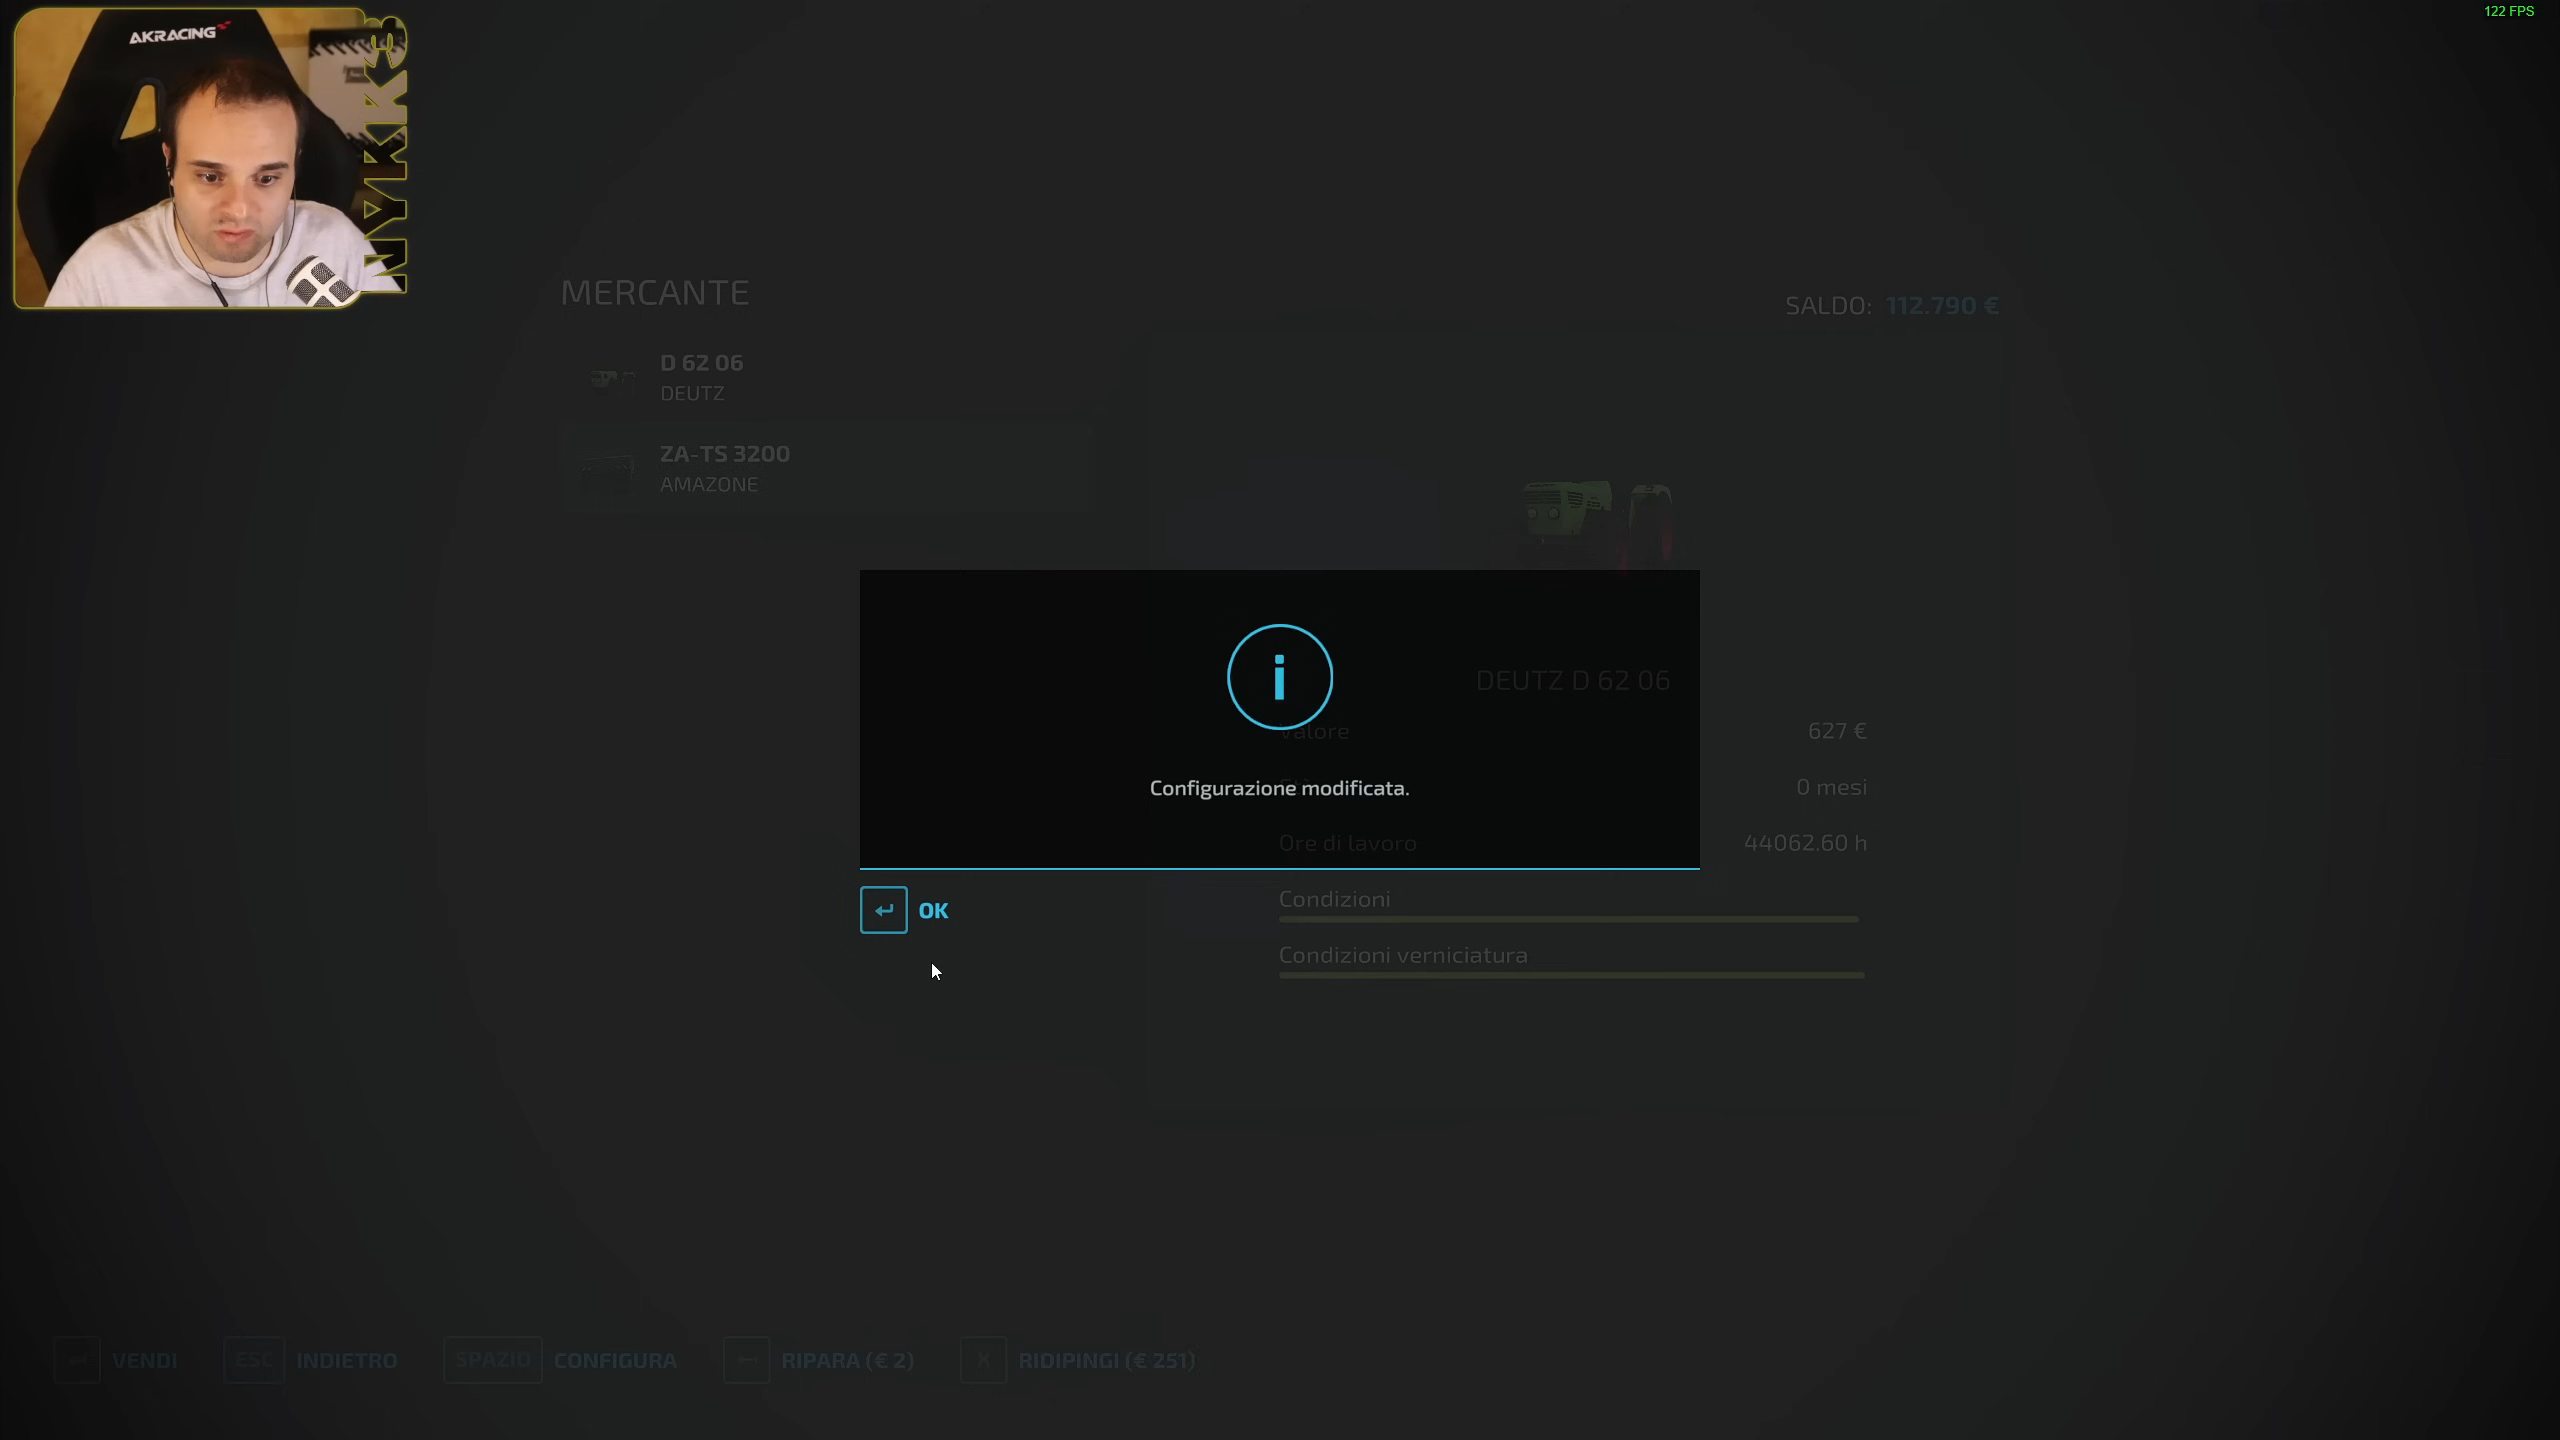 122 FPS
AKRACING
NYKK3
MERCANTE
SALDO: 112.790 €
D 62 06
DEUTZ
ZA-TS 3200
AMAZONE
DEUTZ D 62 06
Valore 627 €
0 mesi
Configurazione modificata.
Ore di lavoro 44062.60 h
OK
Condizioni
Condizioni verniciatura
VENDI ESC INDIETRO SPAZIO CONFIGURA RIPARA (€ 2) X RIDIPINGI (€ 251)